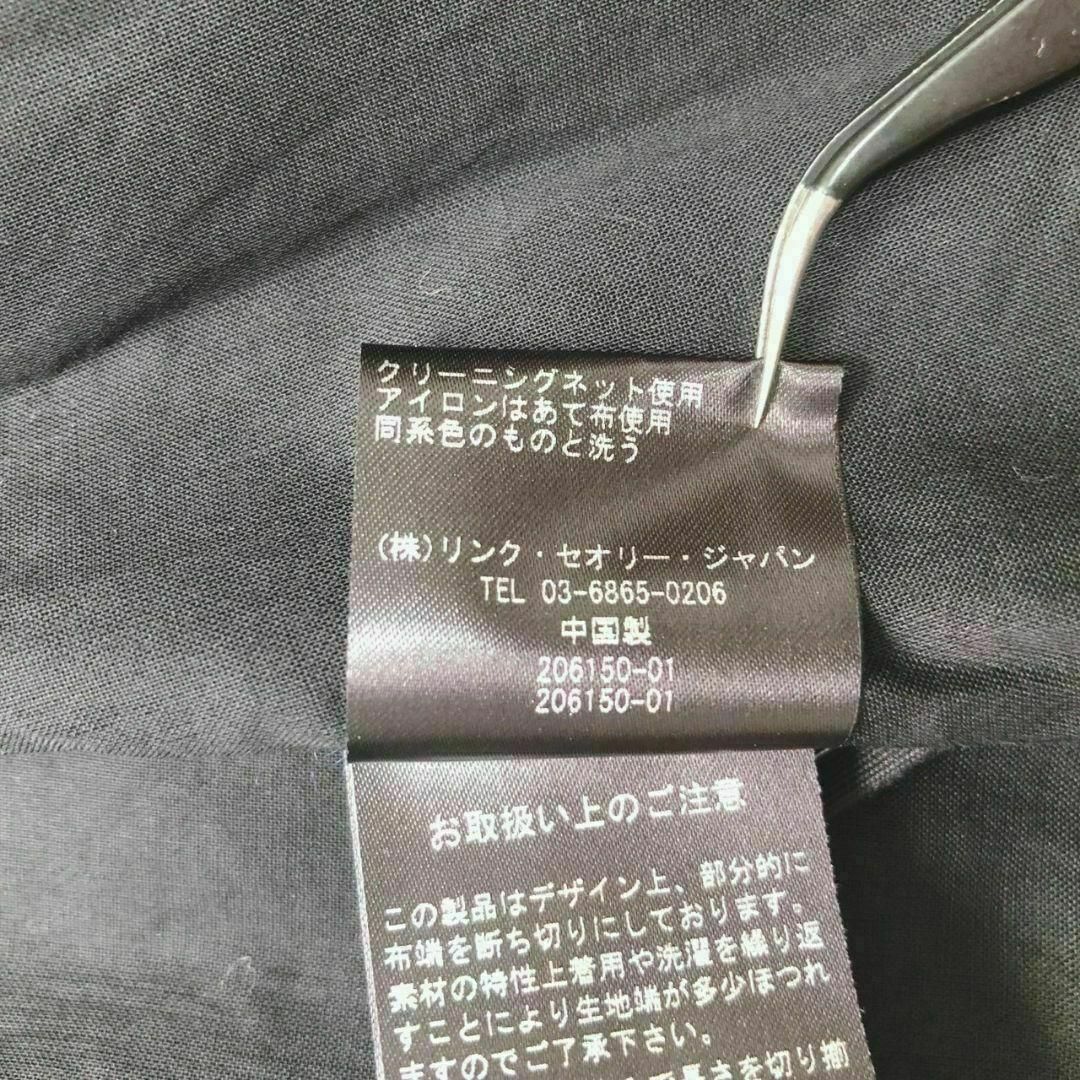 クリーニングネット使用
アイロンはあて布使用
同系色のものと洗う
(株)リンク・セオリー・ジャパン
TEL 03-6865-0206
中国製
206150-01
206150-01
お取扱い上のご注意
この製品はデザイン上、部分的に
布端を断ち切りにしております。
素材の特性上着用や洗濯を繰り返
すことにより生地端が多少ほつれ
ますのでご了承下さい。
長さを切り揃